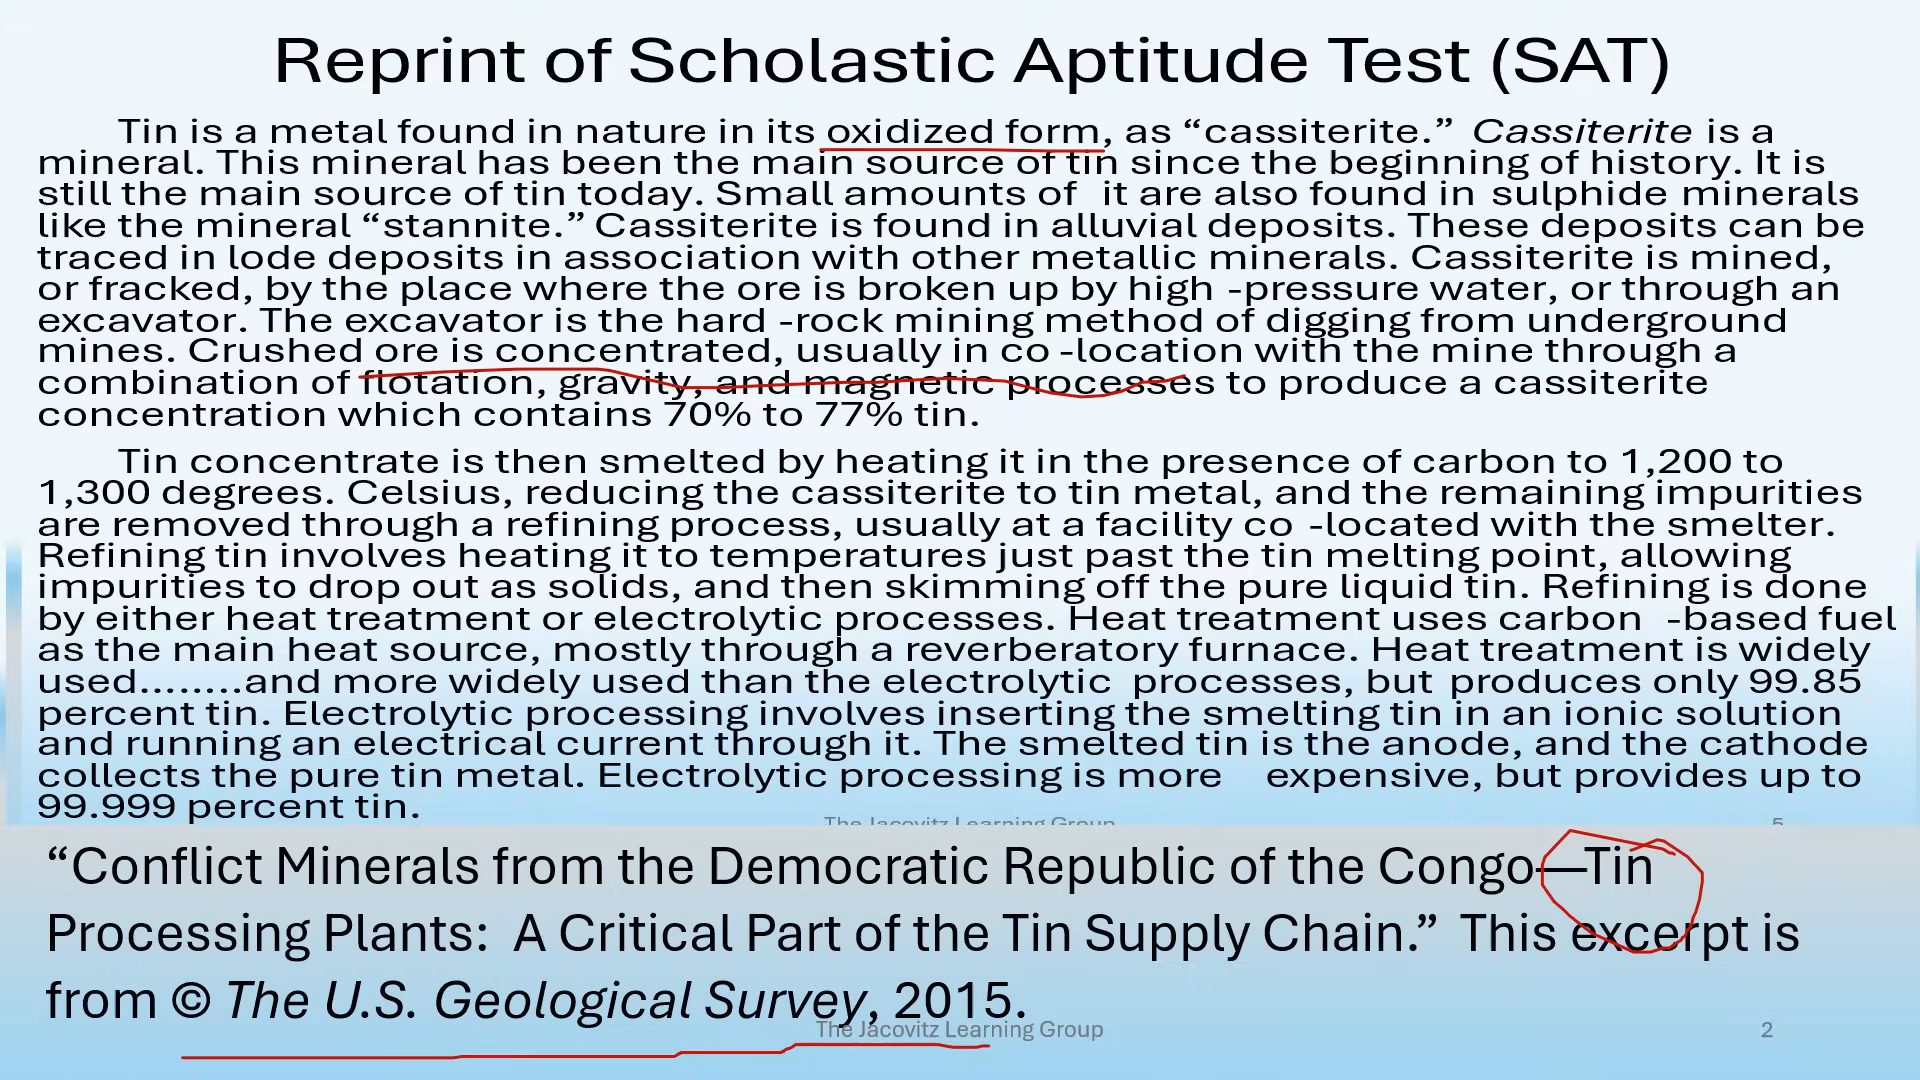 Reprint of Scholastic Aptitude Test (SAT)
Tin is a metal found in nature in its oxidized form, as “cassiterite.” Cassiterite is a
mineral. This mineral has been the main source of tin since the beginning of history. It is
still the main source of tin today. Small amounts of it are also found in sulphide minerals
like the mineral “stannite.” Cassiterite is found in alluvial deposits. These deposits can be
traced in lode deposits in association with other metallic minerals. Cassiterite is mined,
or fracked, by the place where the ore is broken up by high -pressure water, or through an
excavator. The excavator is the hard -rock mining method of digging from underground
mines. Crushed ore is concentrated, usually in co -location with the mine through a
combination of flotation, gravity, and magnetic processes to produce a cassiterite
concentration which contains 70% to 77% tin.
Tin concentrate is then smelted by heating it in the presence of carbon to 1,200 to
1,300 degrees. Celsius, reducing the cassiterite to tin metal, and the remaining impurities
are removed through a refining process, usually at a facility co -located with the smelter.
Refining tin involves heating it to temperatures just past the tin melting point, allowing
impurities to drop out as solids, and then skimming off the pure liquid tin. Refining is done
by either heat treatment or electrolytic processes. Heat treatment uses carbon -based fuel
as the main heat source, mostly through a reverberatory furnace. Heat treatment is widely
used........and more widely used than the electrolytic processes, but produces only 99.85
percent tin. Electrolytic processing involves inserting the smelting tin in an ionic solution
and running an electrical current through it. The smelted tin is the anode, and the cathode
collects the pure tin metal. Electrolytic processing is more expensive, but provides up to
99.999 percent tin.
The Jacovitz Learning Group 5
“Conflict Minerals from the Democratic Republic of the Congo—Tin
Processing Plants: A Critical Part of the Tin Supply Chain.” This excerpt is
from © The U.S. Geological Survey, 2015.
The Jacovitz Learning Group 2